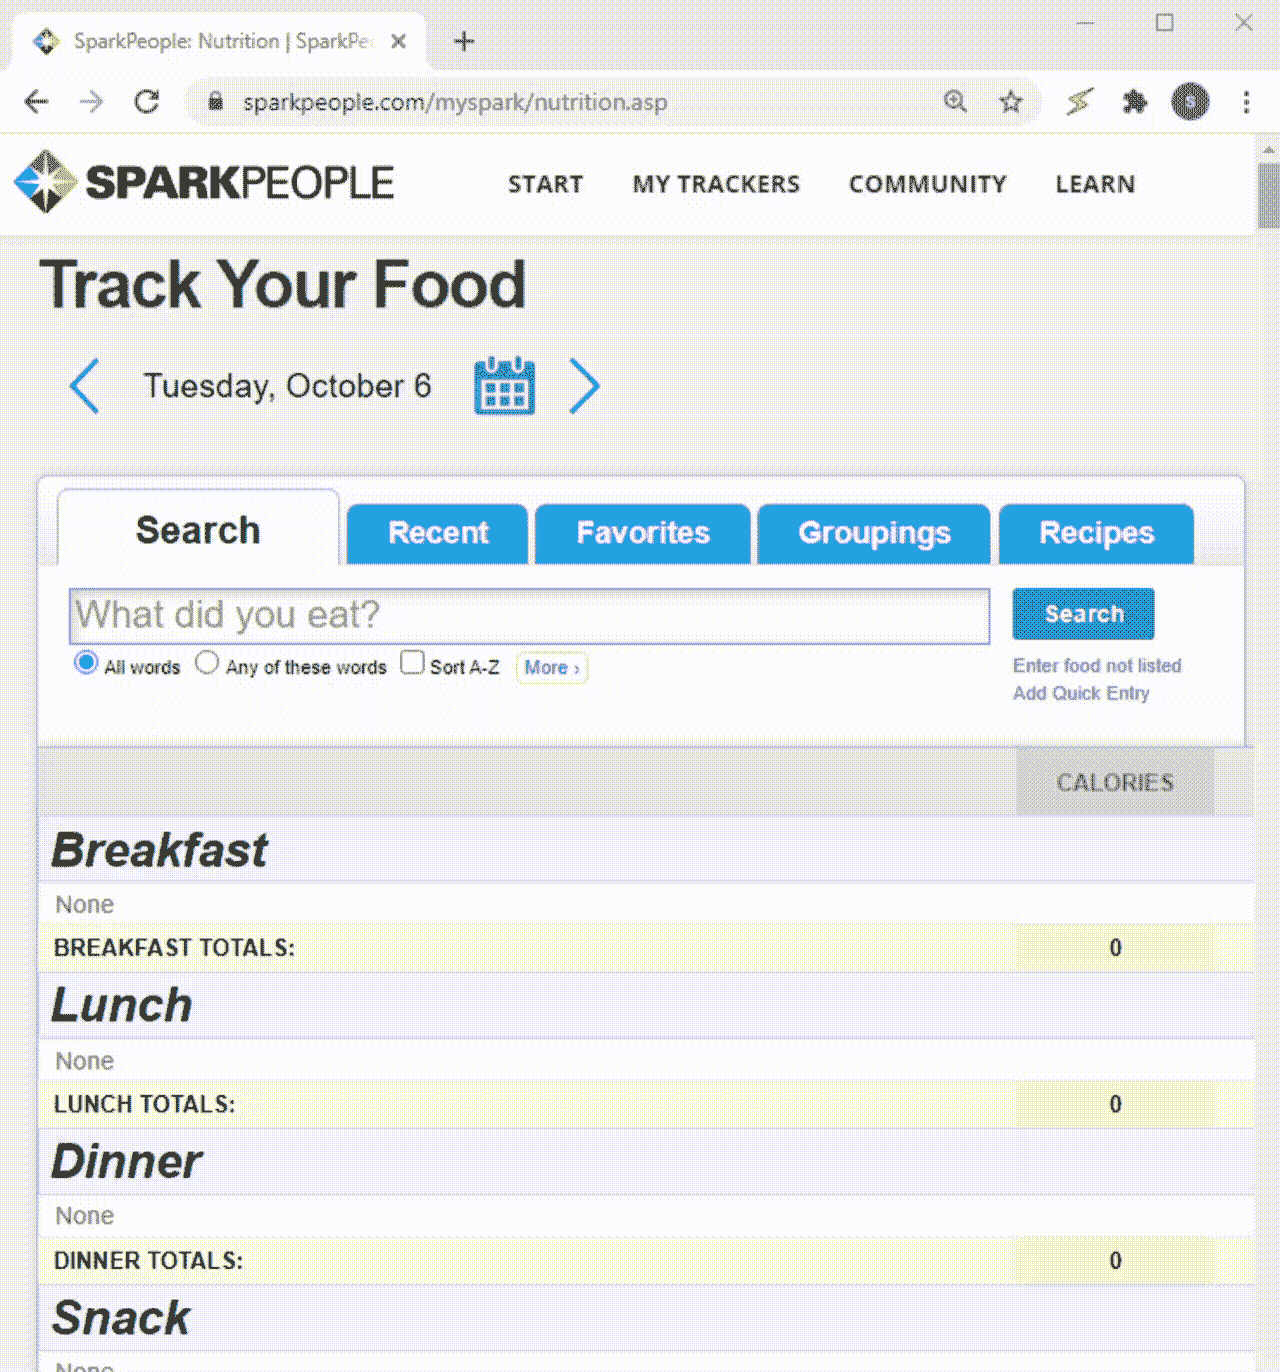 SparkPeople: Nutrition | SparkPe
sparkpeople.com/myspark/nutrition.asp
S
SPARKPEOPLE
START MY TRACKERS COMMUNITY LEARN
Track Your Food
Tuesday, October 6
Search Recent Favorites Groupings Recipes
What did you eat? Search
All words Any of these words Sort A-Z More ›
Enter food not listed
Add Quick Entry
CALORIES
Breakfast
None
BREAKFAST TOTALS: 0
Lunch
None
LUNCH TOTALS: 0
Dinner
None
DINNER TOTALS: 0
Snack
None